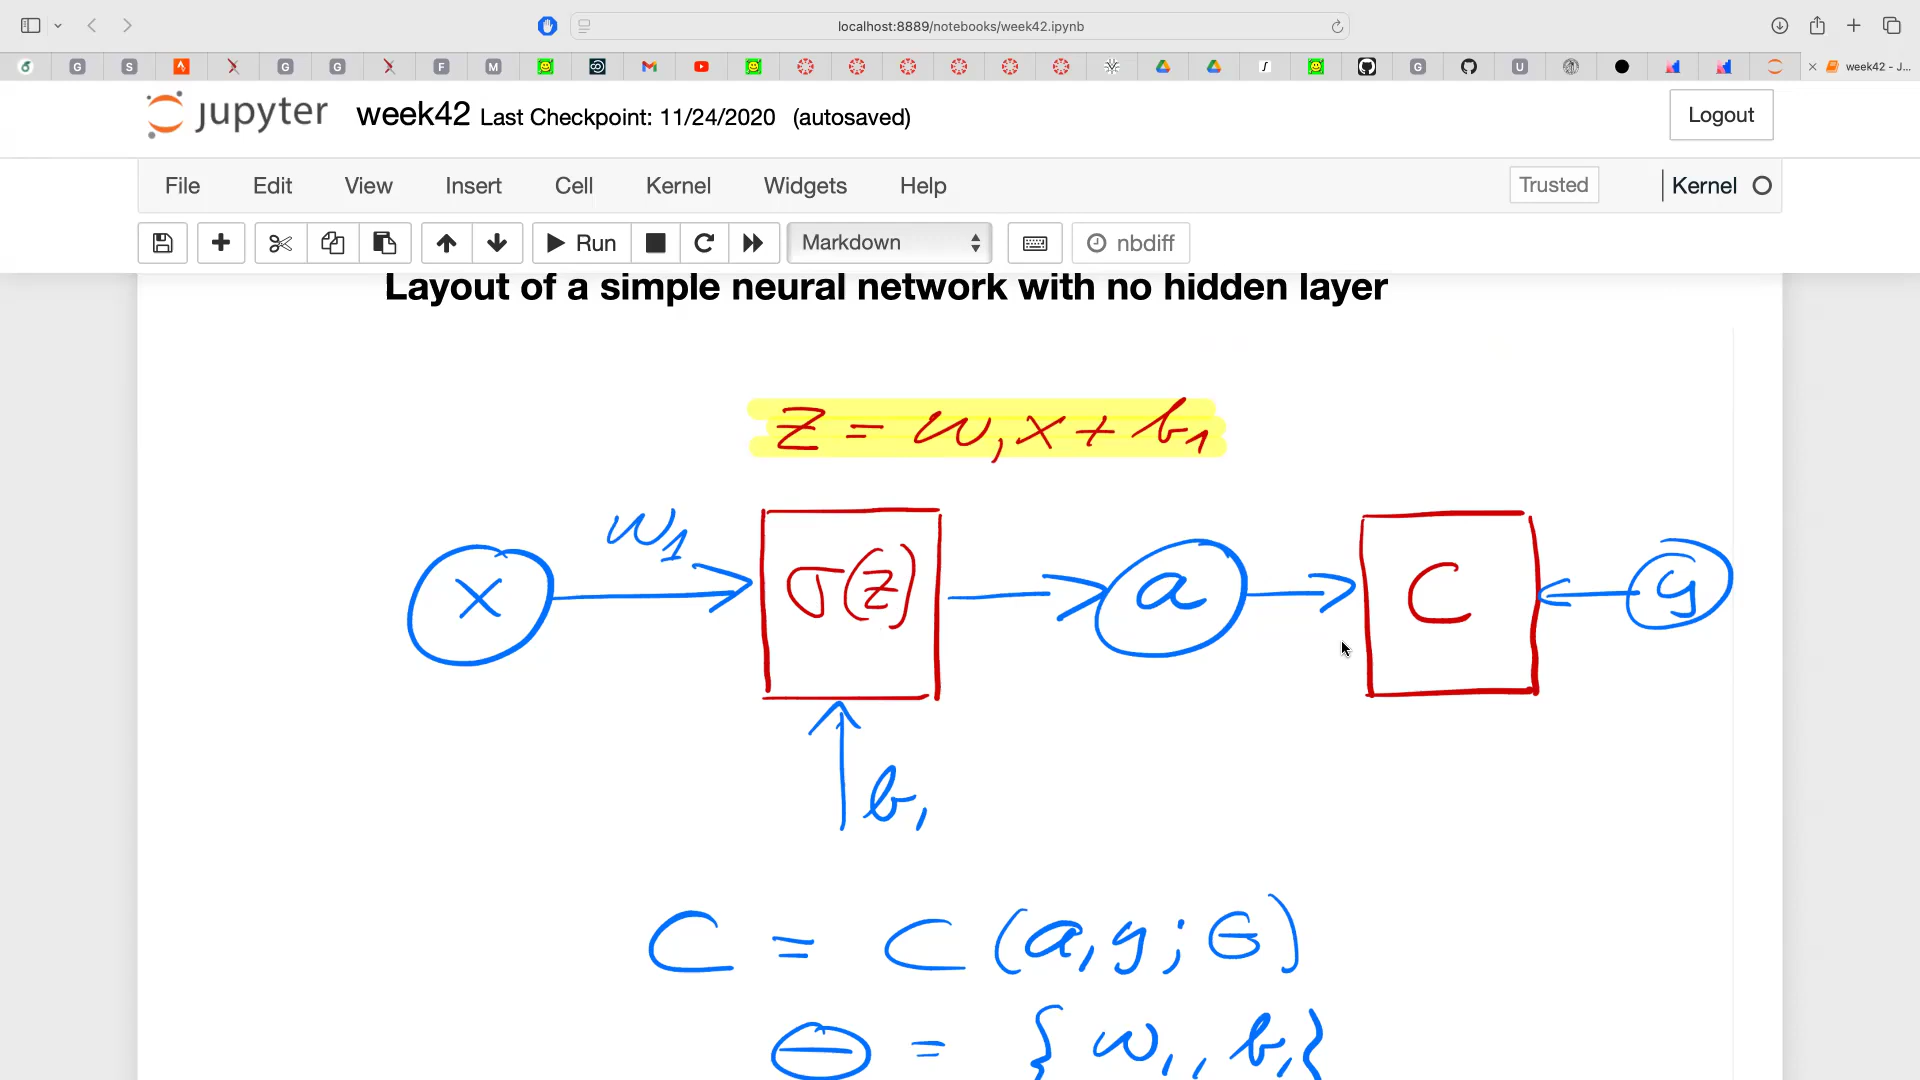 localhost:8889/notebooks/week42.ipynb
G S G G F M G U week42 - J...
jupyter week42 Last Checkpoint: 11/24/2020 (autosaved) Logout
File Edit View Insert Cell Kernel Widgets Help Trusted Kernel
Run Markdown nbdiff
Layout of a simple neural network with no hidden layer
z = w₁x + b₁
w₁
x σ(z) a C y
b₁
C = C(a,y;Θ)
Θ = {w₁, b₁}